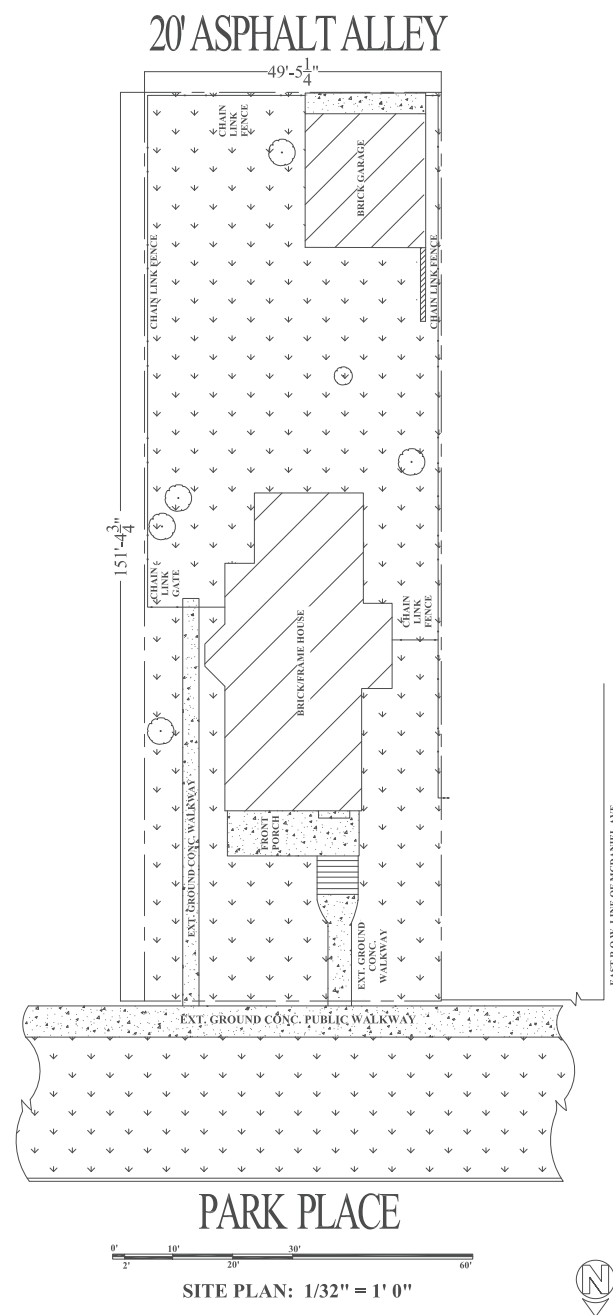 20' ASPHALT ALLEY
49'-5 1/4"
CHAIN
LINK
FENCE
BRICK GARAGE
CHAIN LINK FENCE
CHAIN LINK FENCE
151'-4 3/4"
CHAIN
LINK
GATE
CHAIN
LINK
FENCE
BRICK/FRAME HOUSE
EXT. GROUND CONC. WALKWAY
FRONT
PORCH
EXT. GROUND
CONC.
WALKWAY
EXT. GROUND CONC. PUBLIC WALKWAY
PARK PLACE
0' 10' 30'
2' 20' 60'
SITE PLAN: 1/32" = 1' 0"
N